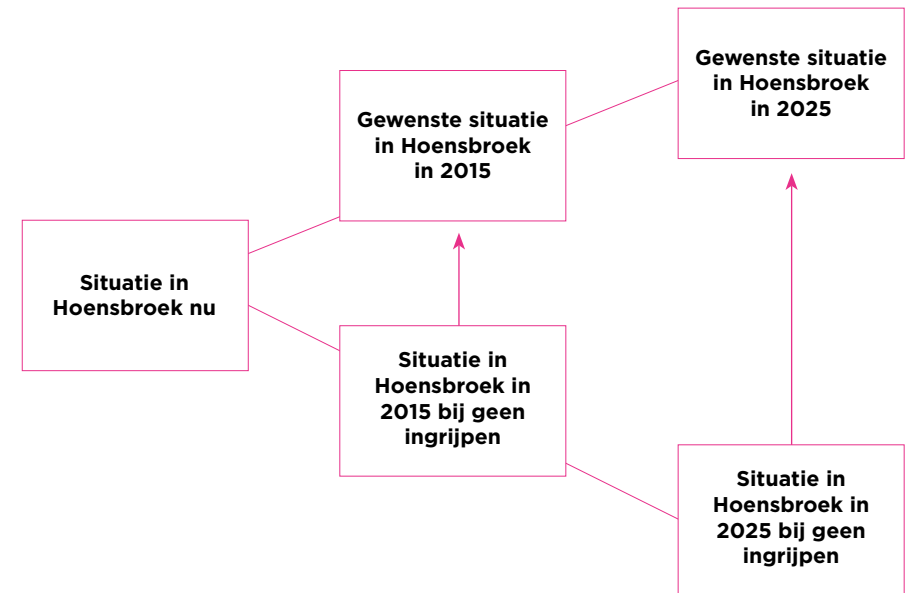 Gewenste situatie
in Hoensbroek
in 2025
Gewenste situatie
in Hoensbroek
in 2015
Situatie in
Hoensbroek nu
Situatie in
Hoensbroek in
2015 bij geen
ingrijpen
Situatie in
Hoensbroek in
2025 bij geen
ingrijpen